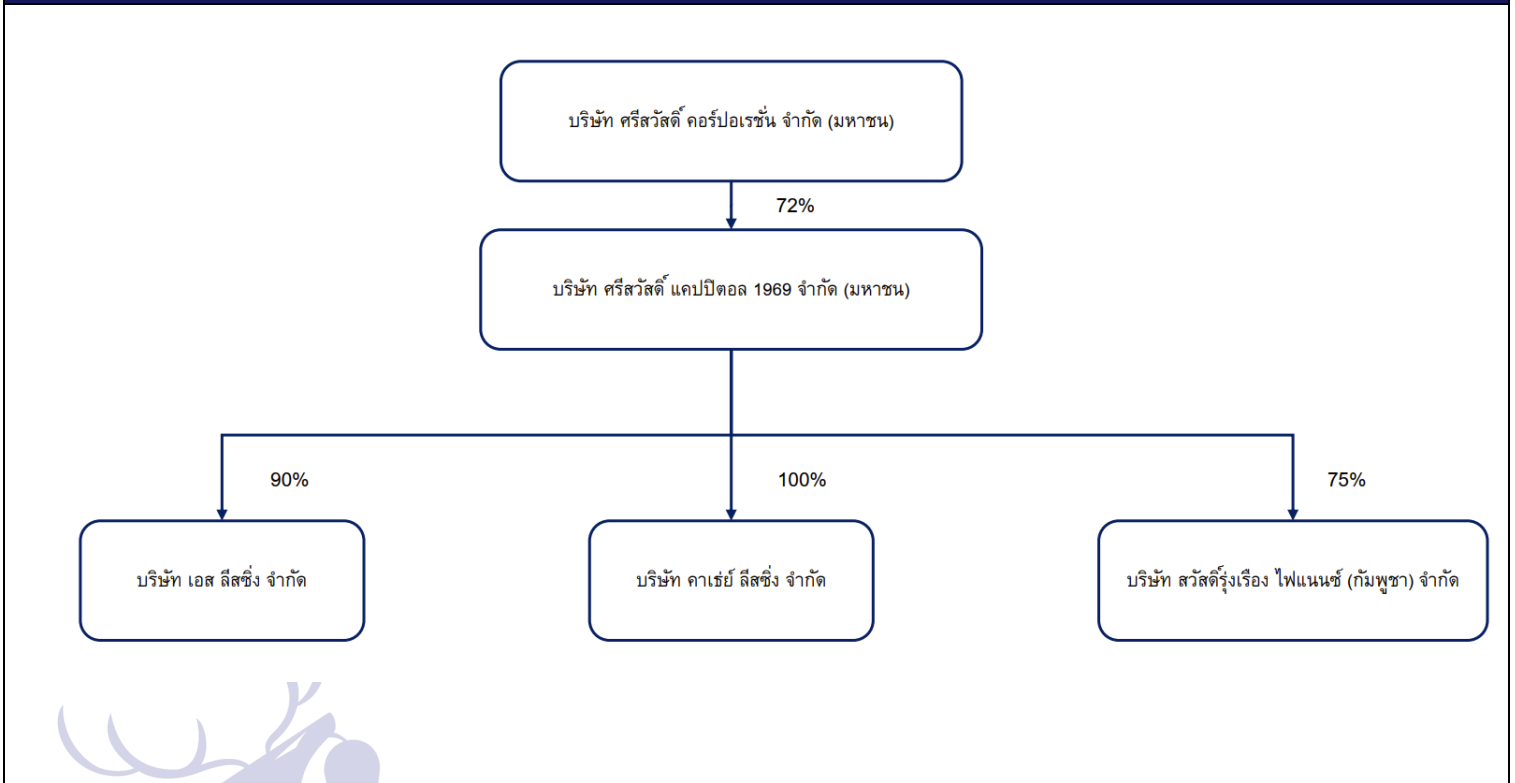 บริษัท ศรีสวัสดิ์ คอร์ปอเรชั่น จำกัด (มหาชน)
72%
บริษัท ศรีสวัสดิ์ แคปปิตอล 1969 จำกัด (มหาชน)
90%
100%
75%
บริษัท เอส ลีสซิ่ง จำกัด
บริษัท คาเธ่ย์ ลีสซิ่ง จำกัด
บริษัท สวัสดิ์รุ่งเรือง ไฟแนนซ์ (กัมพูชา) จำกัด